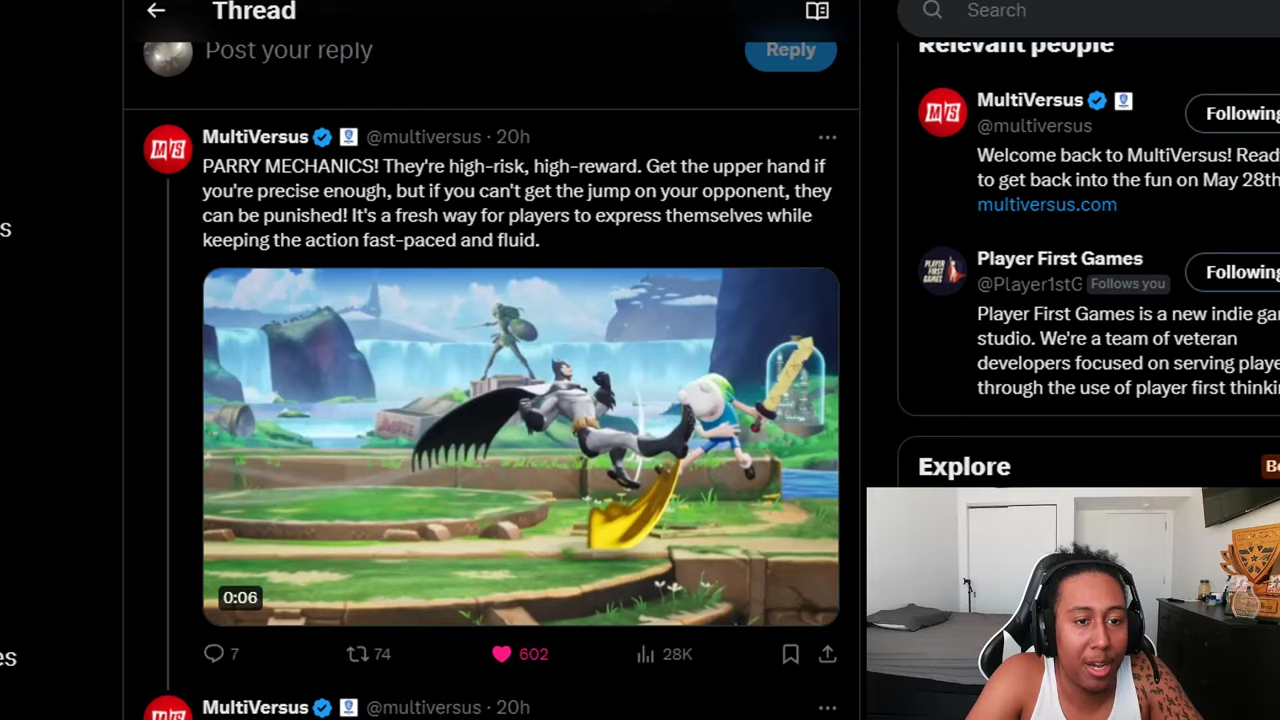 Thread
Search
Post your reply
Reply
Relevant people
MultiVersus
@multiversus
Following
Welcome back to MultiVersus! Read
to get back into the fun on May 28th
multiversus.com
Player First Games
@Player1stG Follows you
Following
Player First Games is a new indie gam
studio. We're a team of veteran
developers focused on serving playe
through the use of player first thinkin
Explore
Be
MultiVersus @multiversus · 20h
PARRY MECHANICS! They're high-risk, high-reward. Get the upper hand if
you're precise enough, but if you can't get the jump on your opponent, they
can be punished! It's a fresh way for players to express themselves while
keeping the action fast-paced and fluid.
0:06
7 74 602 28K
MultiVersus @multiversus · 20h
s
es